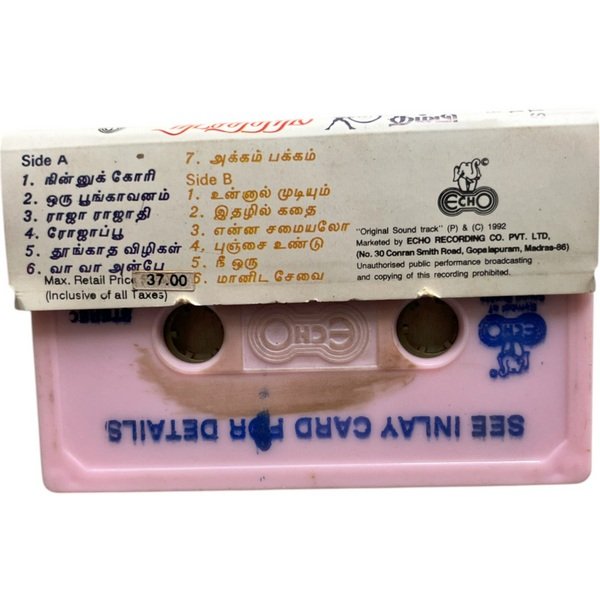 Side A
1. நின்னுக் கோரி
2. ஒரு பூங்காவனம்
3. ராஜா ராஜாதி
4. ரோஜாப்பூ
5. தூங்காத விழிகள்
6. வா வா அன்பே
Max. Retail Price 37.00
(Inclusive of all Taxes)
7. அக்கம் பக்கம்
Side B
1. உன்னால் முடியும்
2. இதழில் கதை
3. என்ன சமையலோ
4. புஞ்சை உண்டு
5. நீ ஒரு
6. மானிட சேவை
©
ECHO
"Original Sound track" (P) & (C) 1992
Marketed by ECHO RECORDING CO. PVT. LTD,
(No. 30 Conran Smith Road, Gopalapuram, Madras-86)
Unauthorised public performance broadcasting
and copying of this recording prohibited.
ECHO
ECHO
SEE INLAY CARD FOR DETAILS